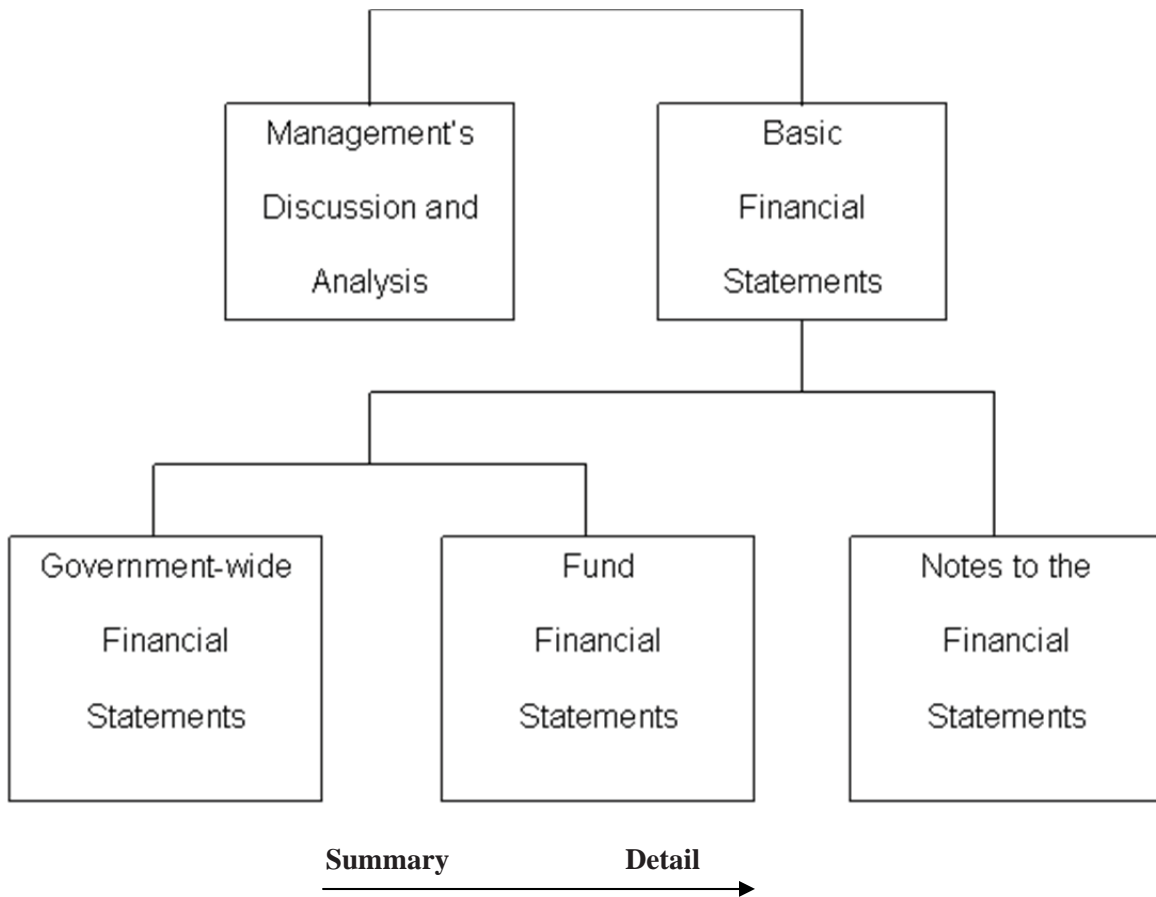 Management's
Discussion and
Analysis
Basic
Financial
Statements
Government-wide
Financial
Statements
Fund
Financial
Statements
Notes to the
Financial
Statements
Summary Detail